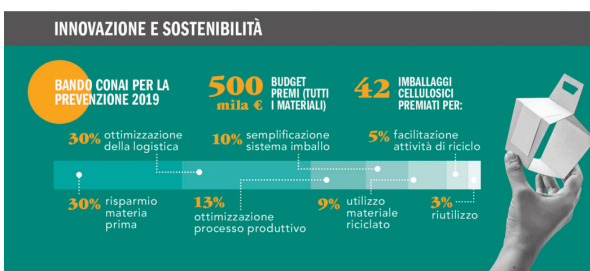 INNOVAZIONE E SOSTENIBILITÀ
BANDO CONAI PER LA
PREVENZIONE 2019
500
mila €
BUDGET
PREMI (TUTTI
I MATERIALI)
42
IMBALLAGGI
CELLULOSICI
PREMIATI PER:
30% ottimizzazione
della logistica
10% semplificazione
sistema imballo
5% facilitazione
attività di riciclo
30% risparmio
materia
prima
13%
ottimizzazione
processo produttivo
9% utilizzo
materiale
riciclato
3%
riutilizzo